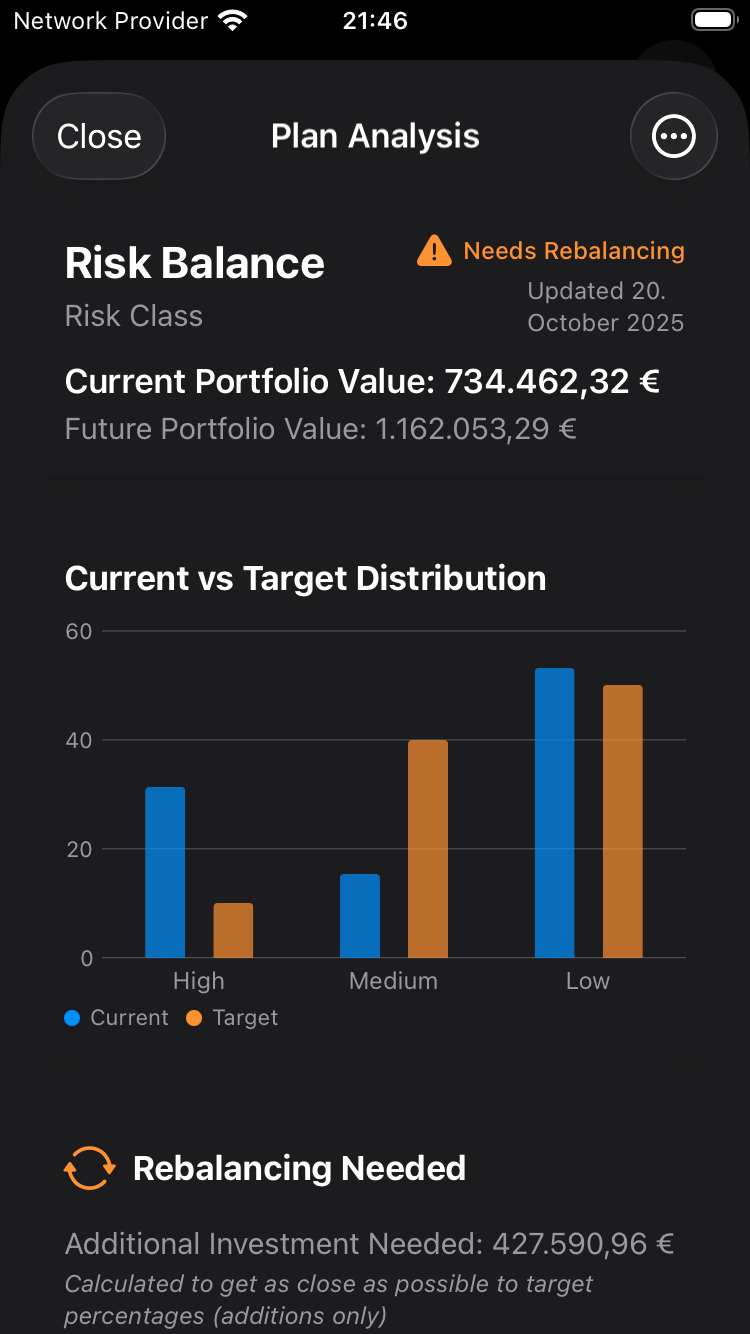 Network Provider 21:46
Close Plan Analysis
Risk Balance
Needs Rebalancing
Risk Class
Updated 20.
October 2025
Current Portfolio Value: 734.462,32 €
Future Portfolio Value: 1.162.053,29 €
Current vs Target Distribution
60
40
20
0
High Medium Low
Current Target
Rebalancing Needed
Additional Investment Needed: 427.590,96 €
Calculated to get as close as possible to target
percentages (additions only)